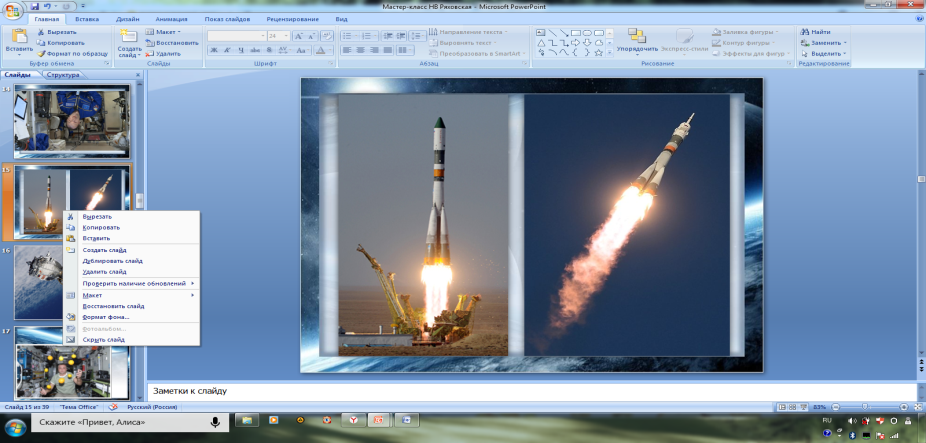 Мастер-класс НВ Ряховская - Microsoft PowerPoint
Главная Вставка Дизайн Анимация Показ слайдов Рецензирование Вид
Вставить
Вырезать
Копировать
Формат по образцу
Буфер обмена
Создать слайд
Макет
Восстановить
Удалить
Слайды
24
Ж К Ч abc S AV Aa A
Шрифт
Направление текста
Выровнять текст
Преобразовать в SmartArt
Абзац
Упорядочить
Экспресс-стили
Заливка фигуры
Контур фигуры
Эффекты для фигур
Рисование
Найти
Заменить
Выделить
Редактирование
Слайды Структура
14
15
16
17
Вырезать
Копировать
Вставить
Создать слайд
Дублировать слайд
Удалить слайд
Проверить наличие обновлений
Макет
Восстановить слайд
Формат фона...
Фотоальбом...
Скрыть слайд
Заметки к слайду
Слайд 15 из 39 "Тема Office" Русский (Россия) 83%
Скажите «Привет, Алиса»
RU